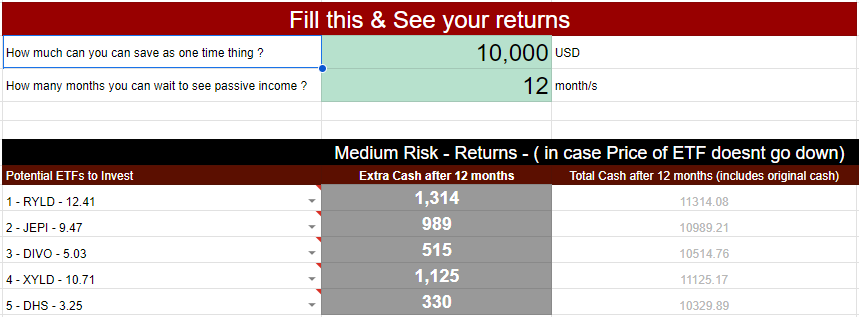 Fill this & See your returns
How much can you can save as one time thing ? 10,000 USD
How many months you can wait to see passive income ? 12 month/s
Medium Risk - Returns - ( in case Price of ETF doesnt go down)
Potential ETFs to Invest Extra Cash after 12 months Total Cash after 12 months (includes original cash)
1 - RYLD - 12.41 1,314 11314.08
2 - JEPI - 9.47 989 10989.21
3 - DIVO - 5.03 515 10514.76
4 - XYLD - 10.71 1,125 11125.17
5 - DHS - 3.25 330 10329.89